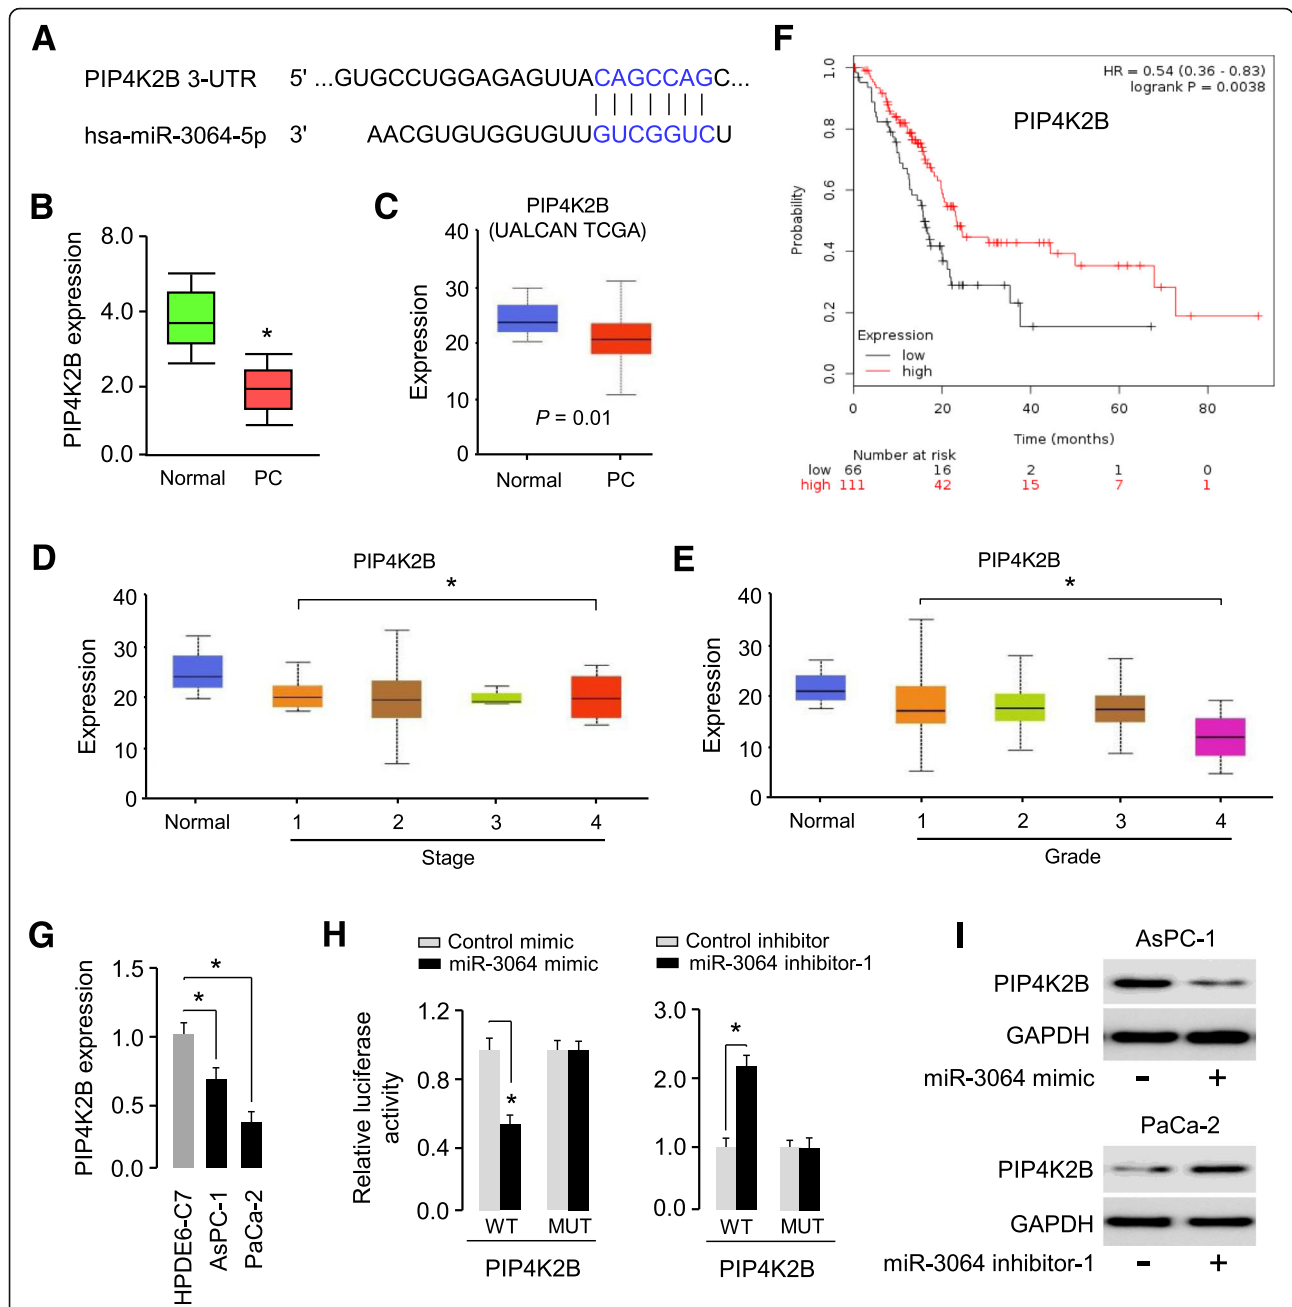 A
PIP4K2B 3-UTR 5' ...GUGCCUGGAGAGUUACAGCCAGC...
hsa-miR-3064-5p 3' AACGUGUGGUGUUGUCGGUCU
B
PIP4K2B expression
8.0
4.0
2.0
0.0
*
Normal PC
C
PIP4K2B
(UALCAN TCGA)
Expression
40
30
20
10
0
P = 0.01
Normal PC
F
HR = 0.54 (0.36 - 0.83)
logrank P = 0.0038
PIP4K2B
Probability
1.0
0.8
0.6
0.4
0.2
0.0
Expression
low
high
0 20 40 60 80
Time (months)
Number at risk
low 66 16 2 1 0
high 111 42 15 7 1
D
PIP4K2B
*
Expression
40
30
20
10
0
Normal 1 2 3 4
Stage
E
PIP4K2B
*
Expression
40
30
20
10
0
Normal 1 2 3 4
Grade
G
PIP4K2B expression
1.5
1.0
0.5
0.0
*
*
HPDE6-C7
AsPC-1
PaCa-2
H
Control mimic
miR-3064 mimic
Relative luciferase
activity
1.2
0.8
0.4
0.0
*
WT MUT
PIP4K2B
Control inhibitor
miR-3064 inhibitor-1
3.0
2.0
1.0
0.0
*
WT MUT
PIP4K2B
I
AsPC-1
PIP4K2B
GAPDH
miR-3064 mimic - +
PaCa-2
PIP4K2B
GAPDH
miR-3064 inhibitor-1 - +